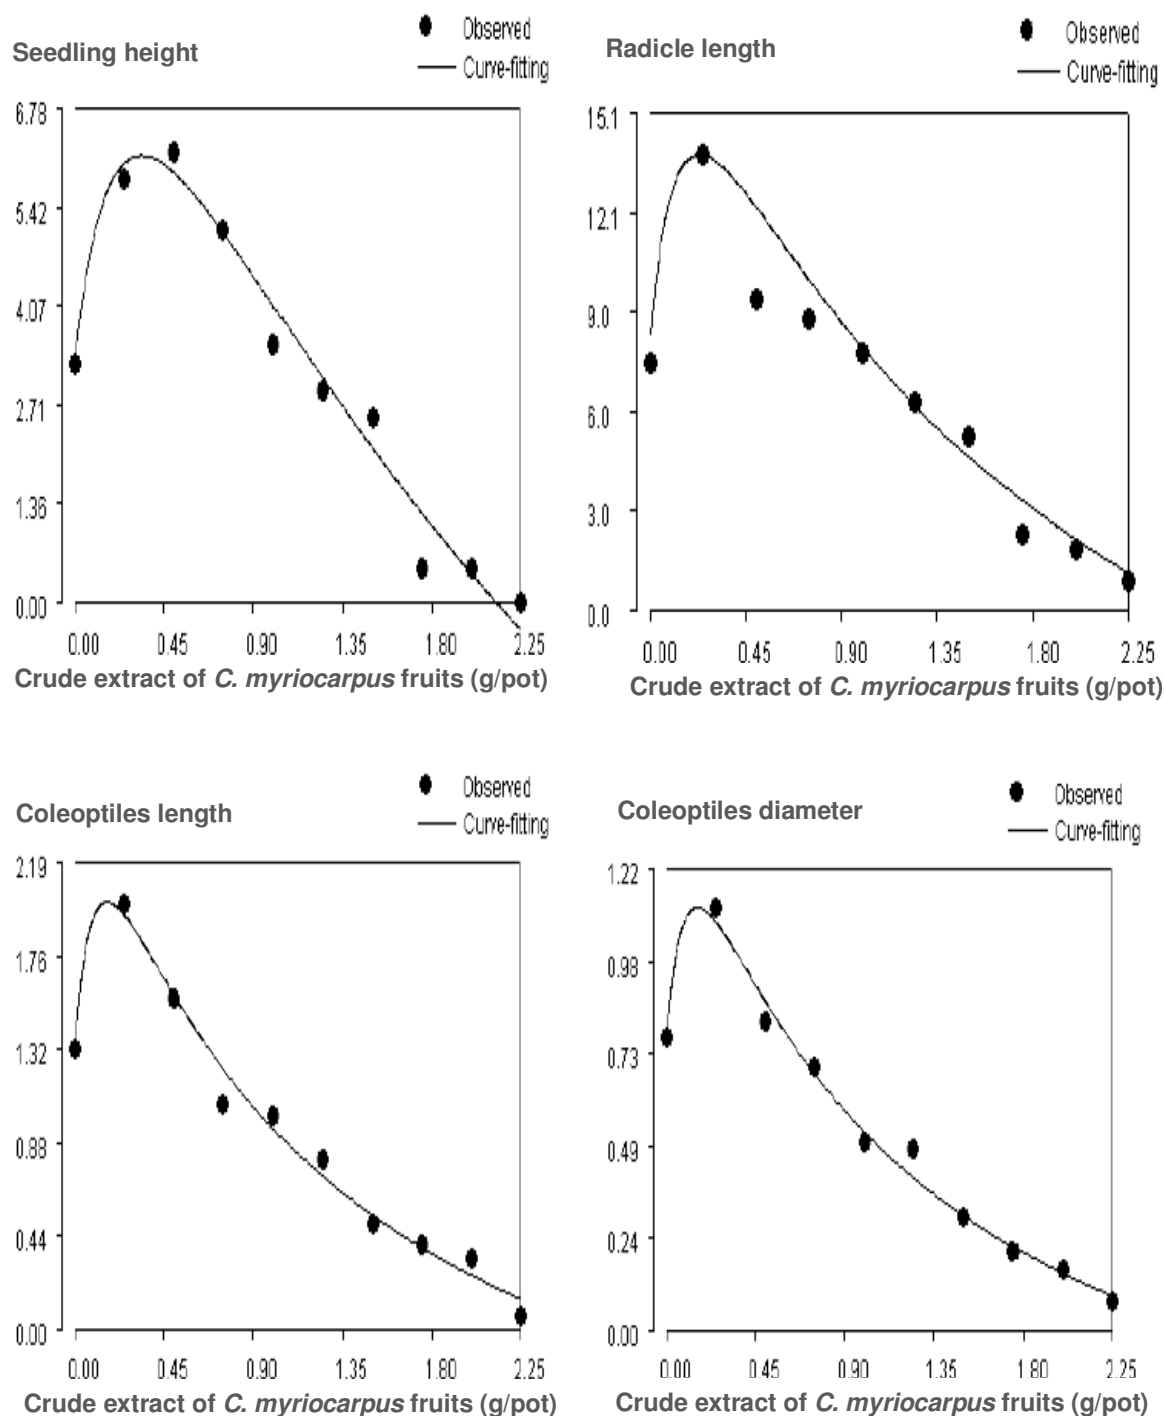 Seedling height
Observed
Curve-fitting
6.78
5.42
4.07
2.71
1.36
0.00
0.00 0.45 0.90 1.35 1.80 2.25
Crude extract of C. myriocarpus fruits (g/pot)
Radicle length
Observed
Curve-fitting
15.1
12.1
9.0
6.0
3.0
0.0
0.00 0.45 0.90 1.35 1.80 2.25
Crude extract of C. myriocarpus fruits (g/pot)
Coleoptiles length
Observed
Curve-fitting
2.19
1.76
1.32
0.88
0.44
0.00
0.00 0.45 0.90 1.35 1.80 2.25
Crude extract of C. myriocarpus fruits (g/pot)
Coleoptiles diameter
Observed
Curve-fitting
1.22
0.98
0.73
0.49
0.24
0.00
0.00 0.45 0.90 1.35 1.80 2.25
Crude extract of C. myriocarpus fruits (g/pot)